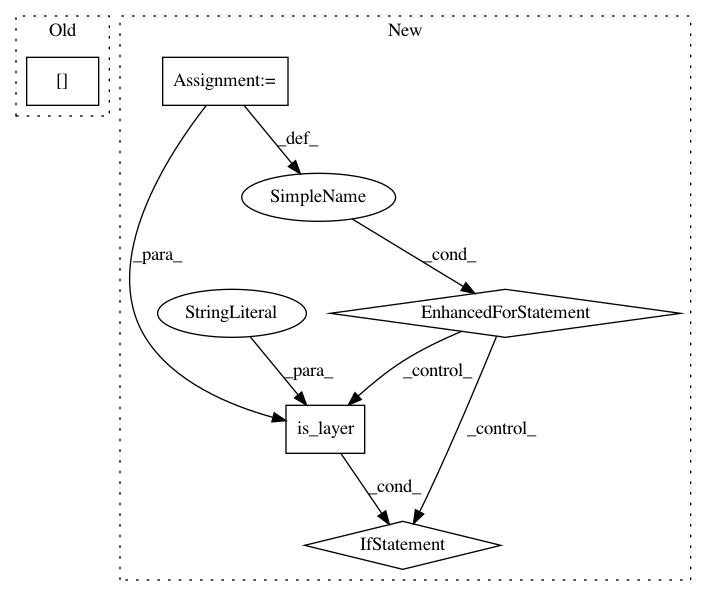 Old
New
[]
Assignment:=
_def_
SimpleName
_para_
_cond_
StringLiteral
EnhancedForStatement
_para_
_control_
_control_
is_layer
_cond_
IfStatement